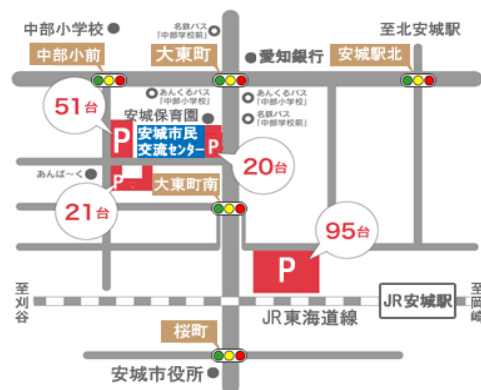 中部小学校
名鉄バス
「中部学校前」
至北安城駅
中部小前
大東町
愛知銀行
安城駅北
51台
あんくるバス
「中部小学校」
あんくるバス
「中部小学校」
安城保育園
名鉄バス
「中部学校前」
P
安城市民
交流センター
P
20台
あんぱ～く
P
大東町南
21台
95台
P
至刈谷
JR安城駅
至岡崎
JR東海道線
桜町
安城市役所